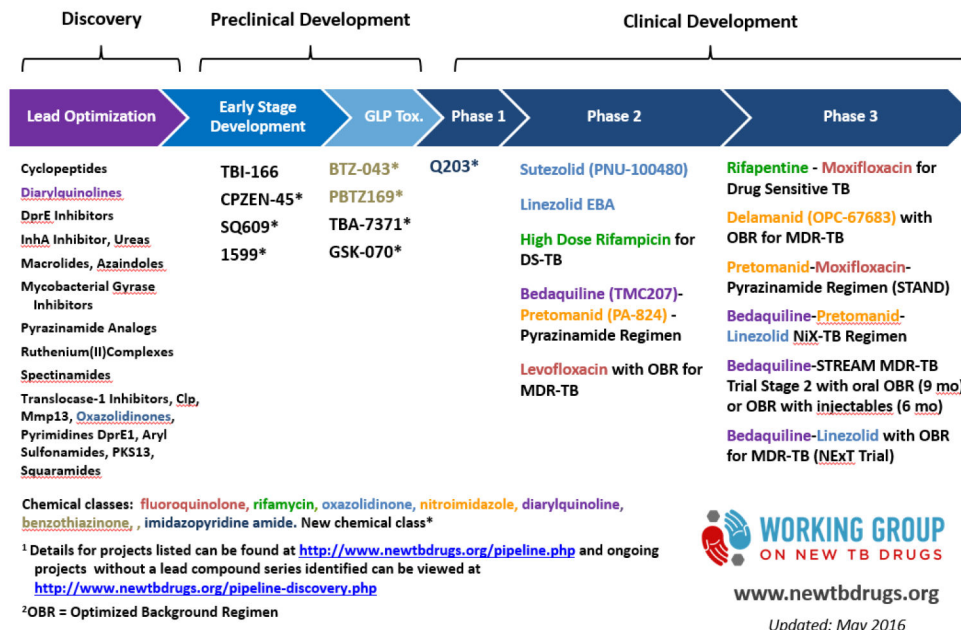 Discovery
Preclinical Development
Clinical Development
Lead Optimization
Early Stage
Development
GLP Tox.
Phase 1
Phase 2
Phase 3
Cyclopeptides
Diarylquinolines
DprE Inhibitors
InhA Inhibitor, Ureas
Macrolides, Azaindoles
Mycobacterial Gyrase
Inhibitors
Pyrazinamide Analogs
Ruthenium(II)Complexes
Spectinamides
Translocase-1 Inhibitors, Clp,
Mmp13, Oxazolidinones,
Pyrimidines DprE1, Aryl
Sulfonamides, PKS13,
Squaramides
TBI-166
CPZEN-45*
SQ609*
1599*
BTZ-043*
PBTZ169*
TBA-7371*
GSK-070*
Q203*
Sutezolid (PNU-100480)
Linezolid EBA
High Dose Rifampicin for
DS-TB
Bedaquiline (TMC207)-
Pretomanid (PA-824) -
Pyrazinamide Regimen
Levofloxacin with OBR for
MDR-TB
Rifapentine - Moxifloxacin for
Drug Sensitive TB
Delamanid (OPC-67683) with
OBR for MDR-TB
Pretomanid-Moxifloxacin-
Pyrazinamide Regimen (STAND)
Bedaquiline-Pretomanid-
Linezolid NiX-TB Regimen
Bedaquiline-STREAM MDR-TB
Trial Stage 2 with oral OBR (9 mo)
or OBR with injectables (6 mo)
Bedaquiline-Linezolid with OBR
for MDR-TB (NExT Trial)
Chemical classes: fluoroquinolone, rifamycin, oxazolidinone, nitroimidazole, diarylquinoline,
benzothiazinone, , imidazopyridine amide. New chemical class*
1 Details for projects listed can be found at http://www.newtbdrugs.org/pipeline.php and ongoing
projects without a lead compound series identified can be viewed at
http://www.newtbdrugs.org/pipeline-discovery.php
2OBR = Optimized Background Regimen
WORKING GROUP
ON NEW TB DRUGS
www.newtbdrugs.org
Updated: May 2016